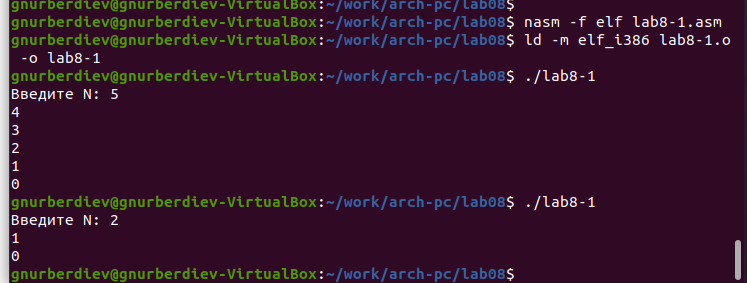 gnurberdiev@gnurberdiev-VirtualBox:~/work/arch-pc/lab08$
gnurberdiev@gnurberdiev-VirtualBox:~/work/arch-pc/lab08$ nasm -f elf lab8-1.asm
gnurberdiev@gnurberdiev-VirtualBox:~/work/arch-pc/lab08$ ld -m elf_i386 lab8-1.o
 -o lab8-1
gnurberdiev@gnurberdiev-VirtualBox:~/work/arch-pc/lab08$ ./lab8-1
Введите N: 5
4
3
2
1
0
gnurberdiev@gnurberdiev-VirtualBox:~/work/arch-pc/lab08$ ./lab8-1
Введите N: 2
1
0
gnurberdiev@gnurberdiev-VirtualBox:~/work/arch-pc/lab08$